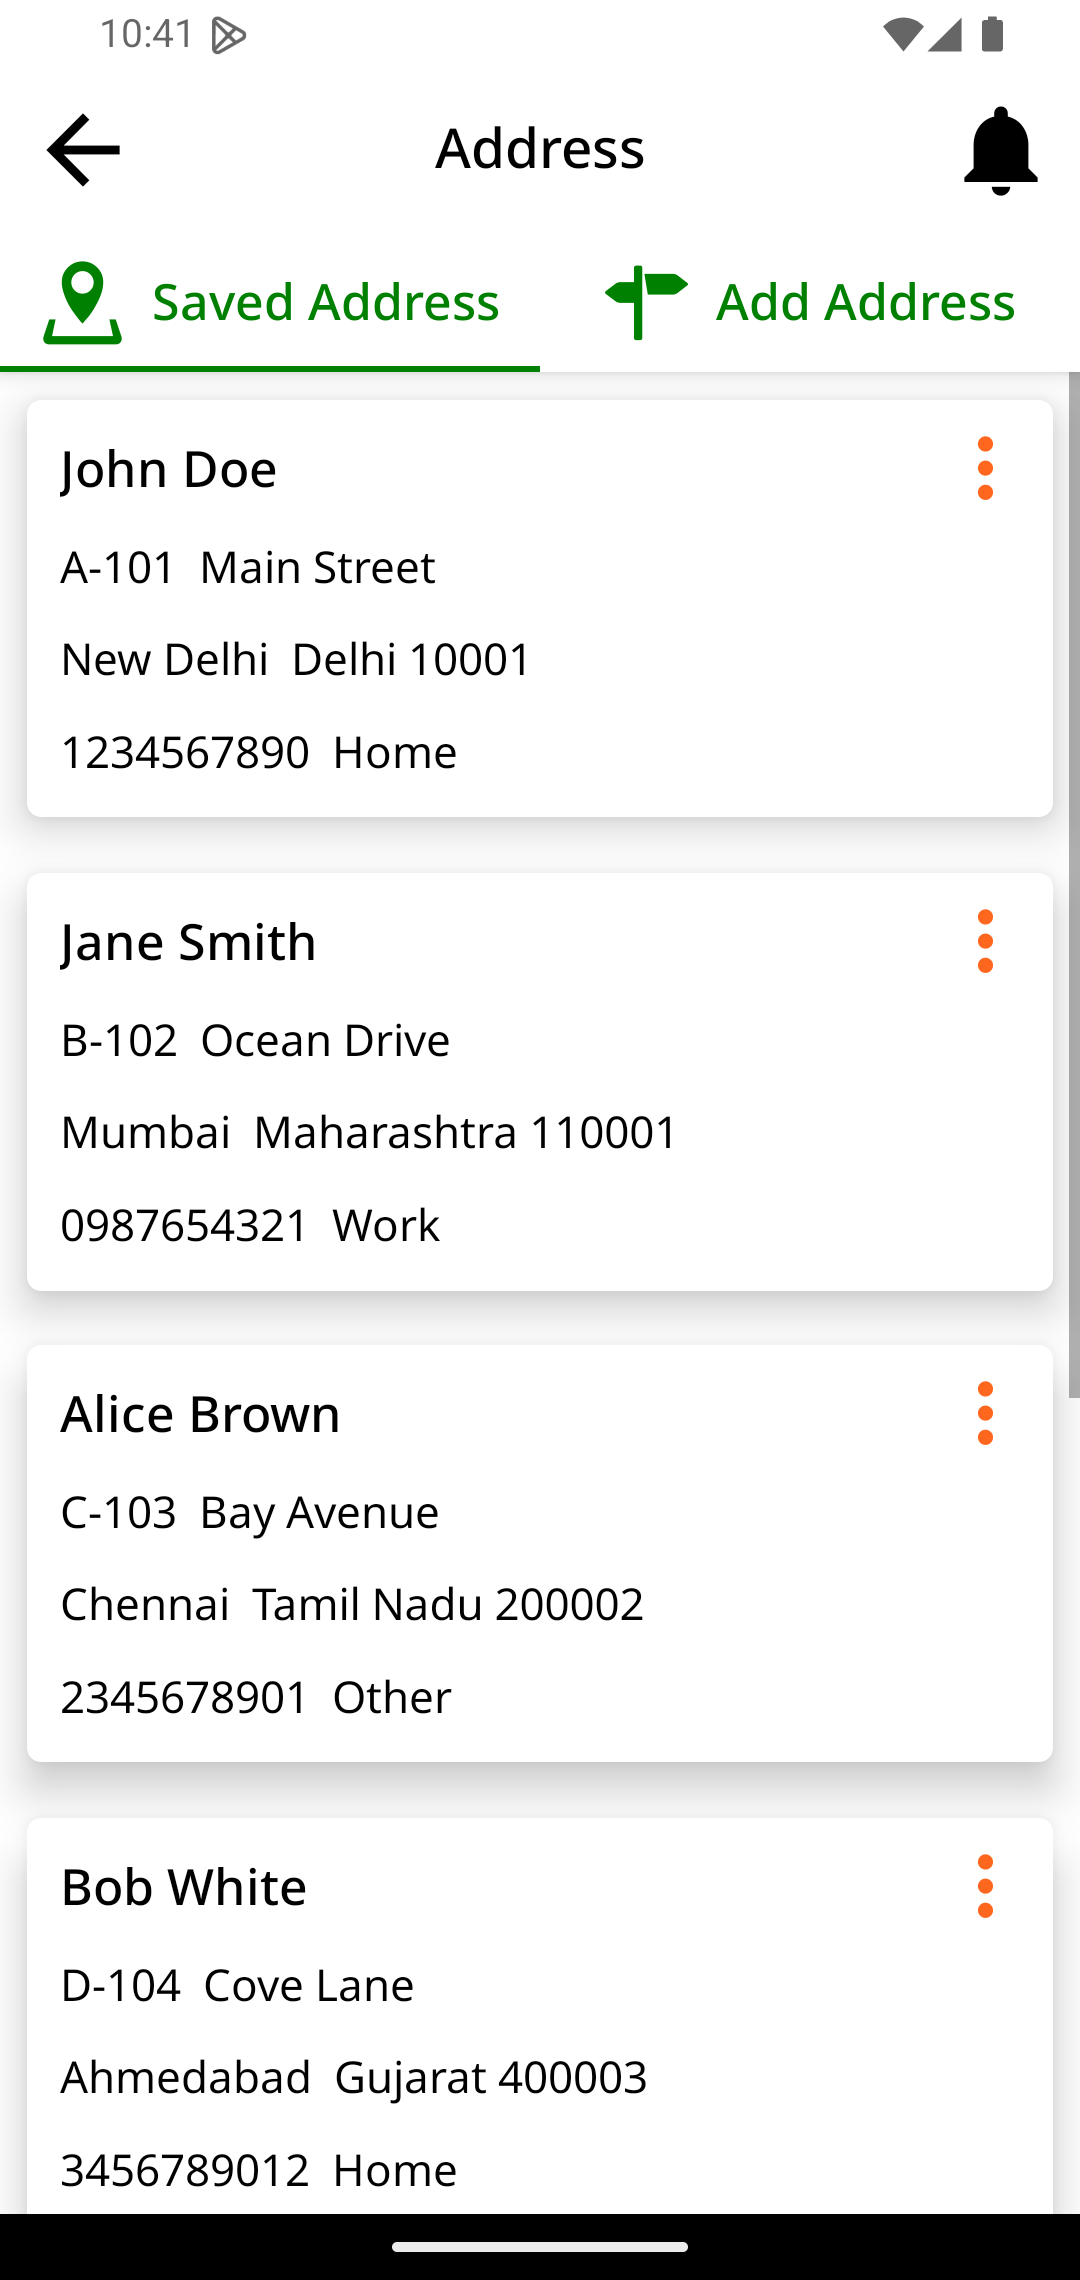 10:41
Address
Saved Address Add Address
John Doe
A-101 Main Street
New Delhi Delhi 10001
1234567890 Home
Jane Smith
B-102 Ocean Drive
Mumbai Maharashtra 110001
0987654321 Work
Alice Brown
C-103 Bay Avenue
Chennai Tamil Nadu 200002
2345678901 Other
Bob White
D-104 Cove Lane
Ahmedabad Gujarat 400003
3456789012 Home